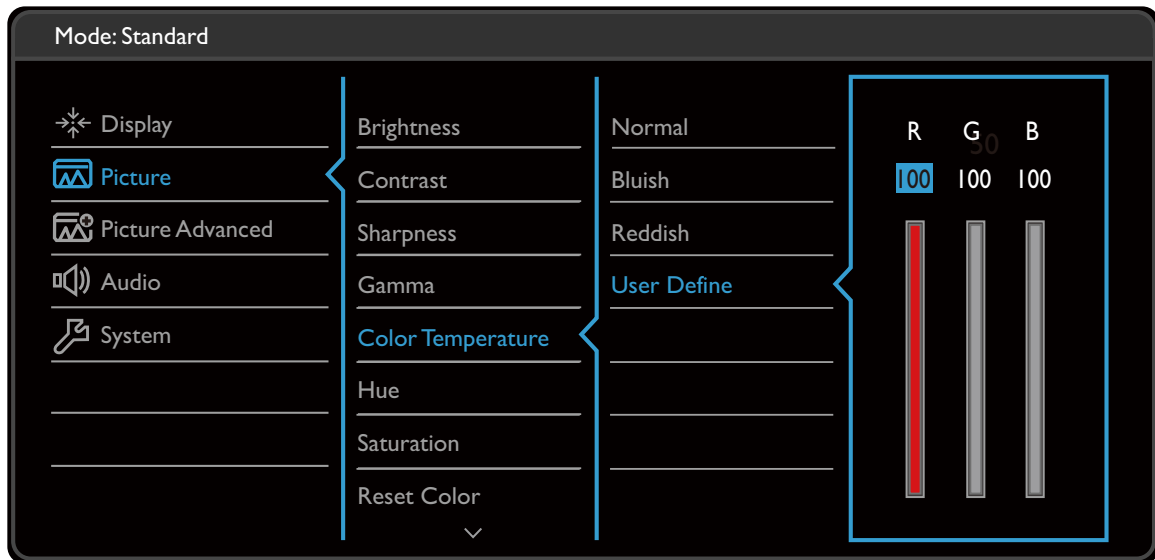 Mode: Standard
Display
Picture
Picture Advanced
Audio
System
Brightness
Contrast
Sharpness
Gamma
Color Temperature
Hue
Saturation
Reset Color
Normal
Bluish
Reddish
User Define
R G B
50
100 100 100